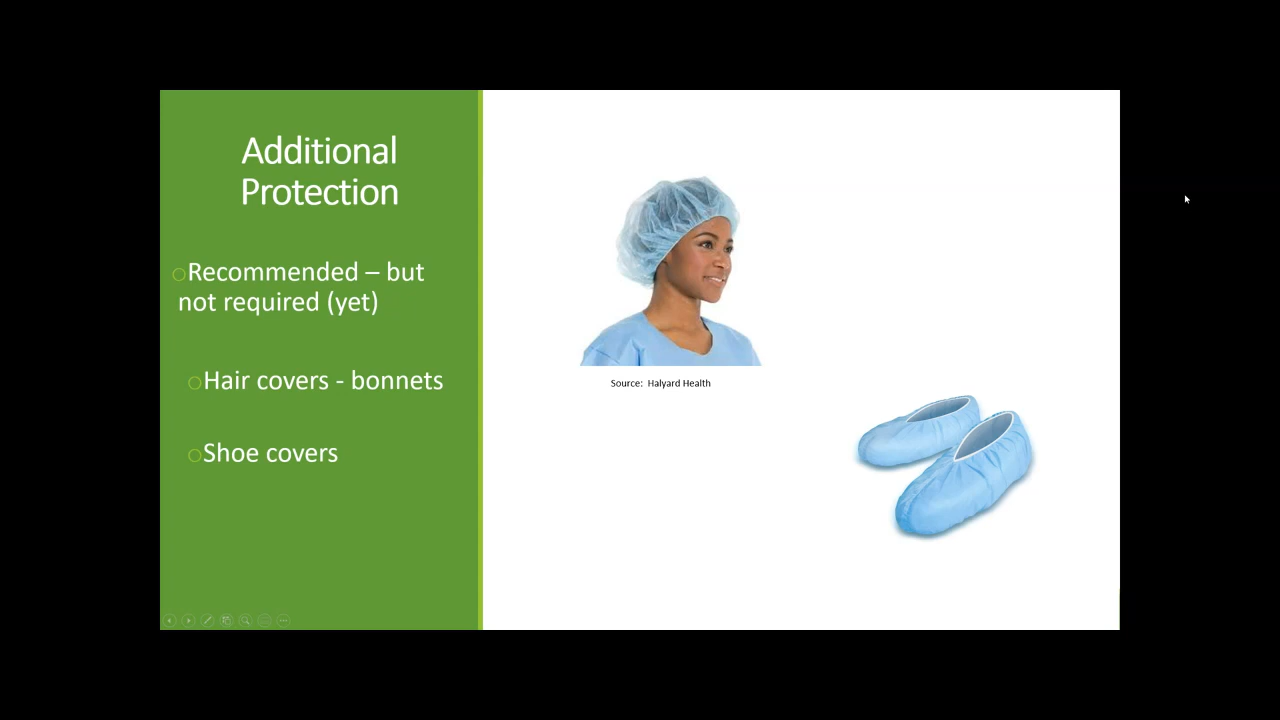 Additional
Protection
Recommended – but
not required (yet)
Hair covers - bonnets
Shoe covers
Source: Halyard Health